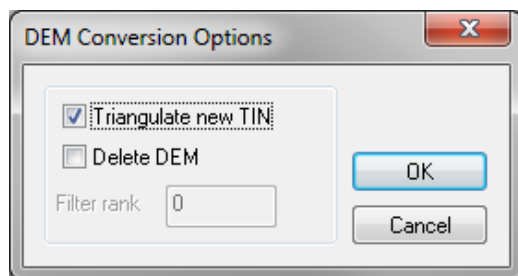 DEM Conversion Options
Triangulate new TIN
Delete DEM
Filter rank 0
OK
Cancel